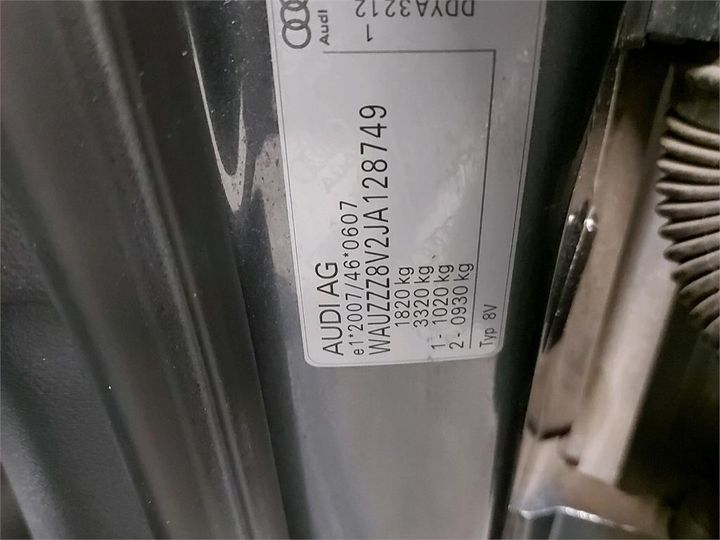 AUDI AG
e1*2007/46*0607
WAUZZZ8V2JA128749
1820 kg
3320 kg
1- 1020 kg
2- 0930 kg
Typ 8V
Audi
1
DDYA3212